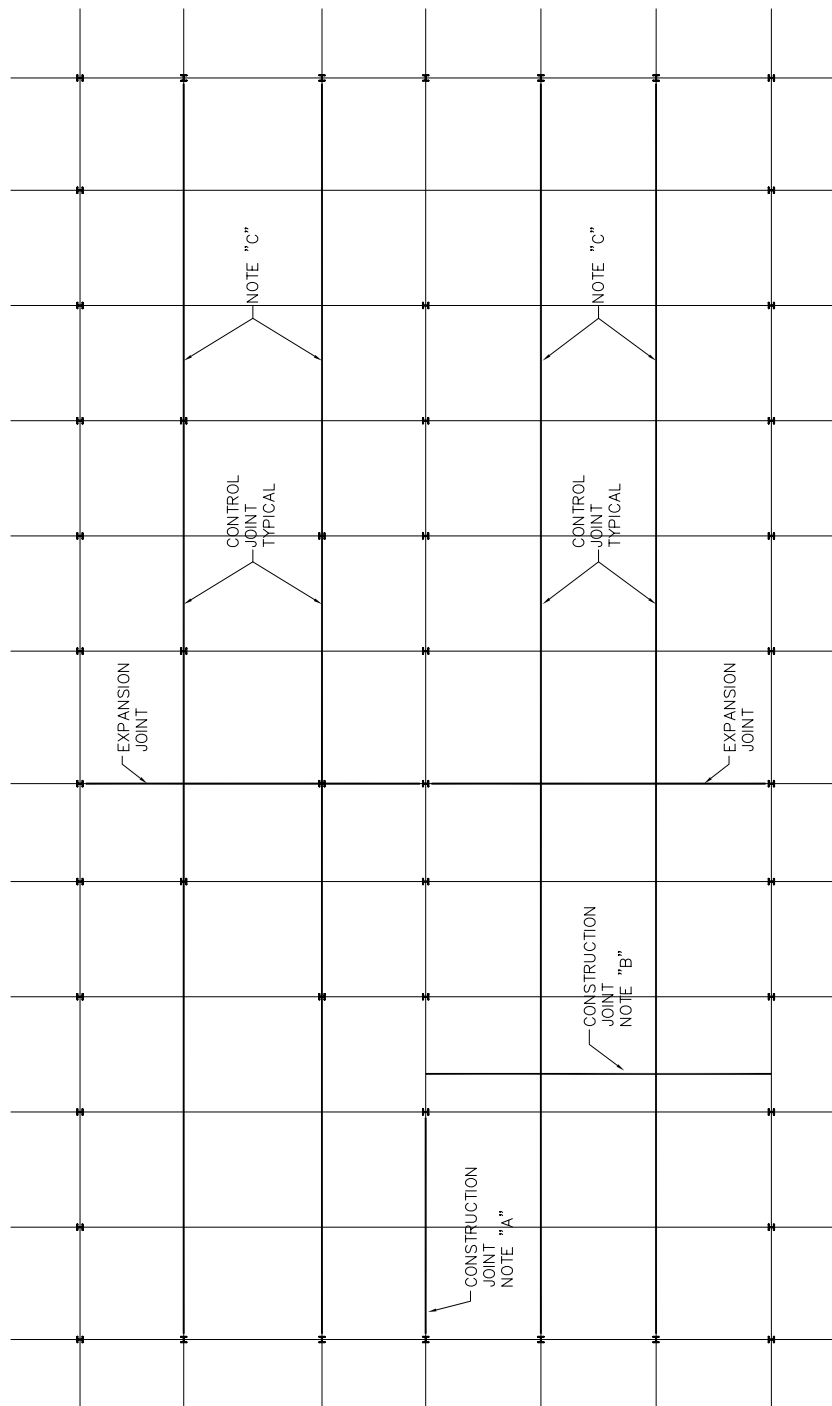 EXPANSION
JOINT
CONTROL
JOINT
TYPICAL
NOTE "C"
CONSTRUCTION
JOINT
NOTE "A"
CONSTRUCTION
JOINT
NOTE "B"
EXPANSION
JOINT
CONTROL
JOINT
TYPICAL
NOTE "C"